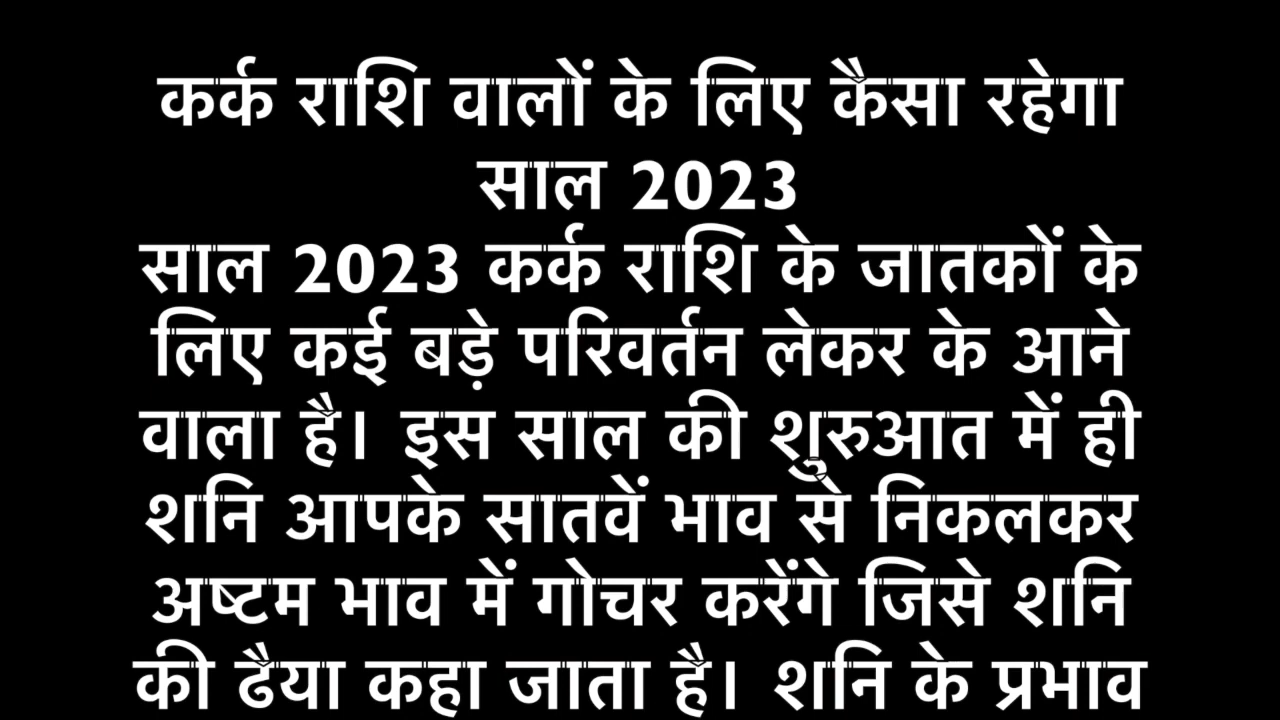 कर्क राशि वालों के लिए कैसा रहेगा
साल 2023
साल 2023 कर्क राशि के जातकों के
लिए कई बड़े परिवर्तन लेकर के आने
वाला है। इस साल की शुरुआत में ही
शनि आपके सातवें भाव से निकलकर
अष्टम भाव में गोचर करेंगे जिसे शनि
की ढैया कहा जाता है। शनि के प्रभाव